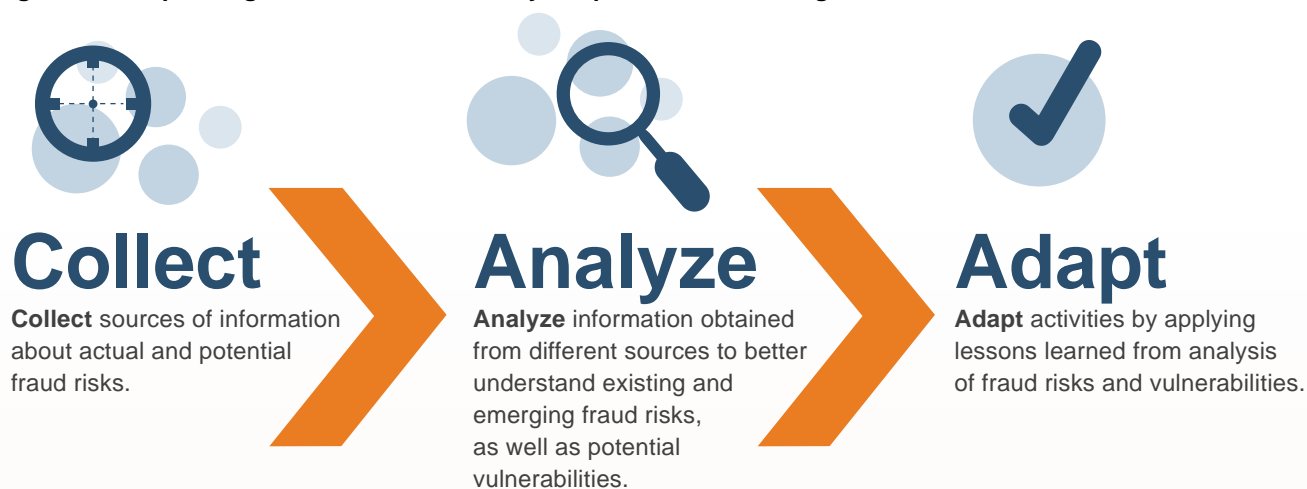 Collect
Collect sources of information
about actual and potential
fraud risks.
Analyze
Analyze information obtained
from different sources to better
understand existing and
emerging fraud risks,
as well as potential
vulnerabilities.
Adapt
Adapt activities by applying
lessons learned from analysis
of fraud risks and vulnerabilities.